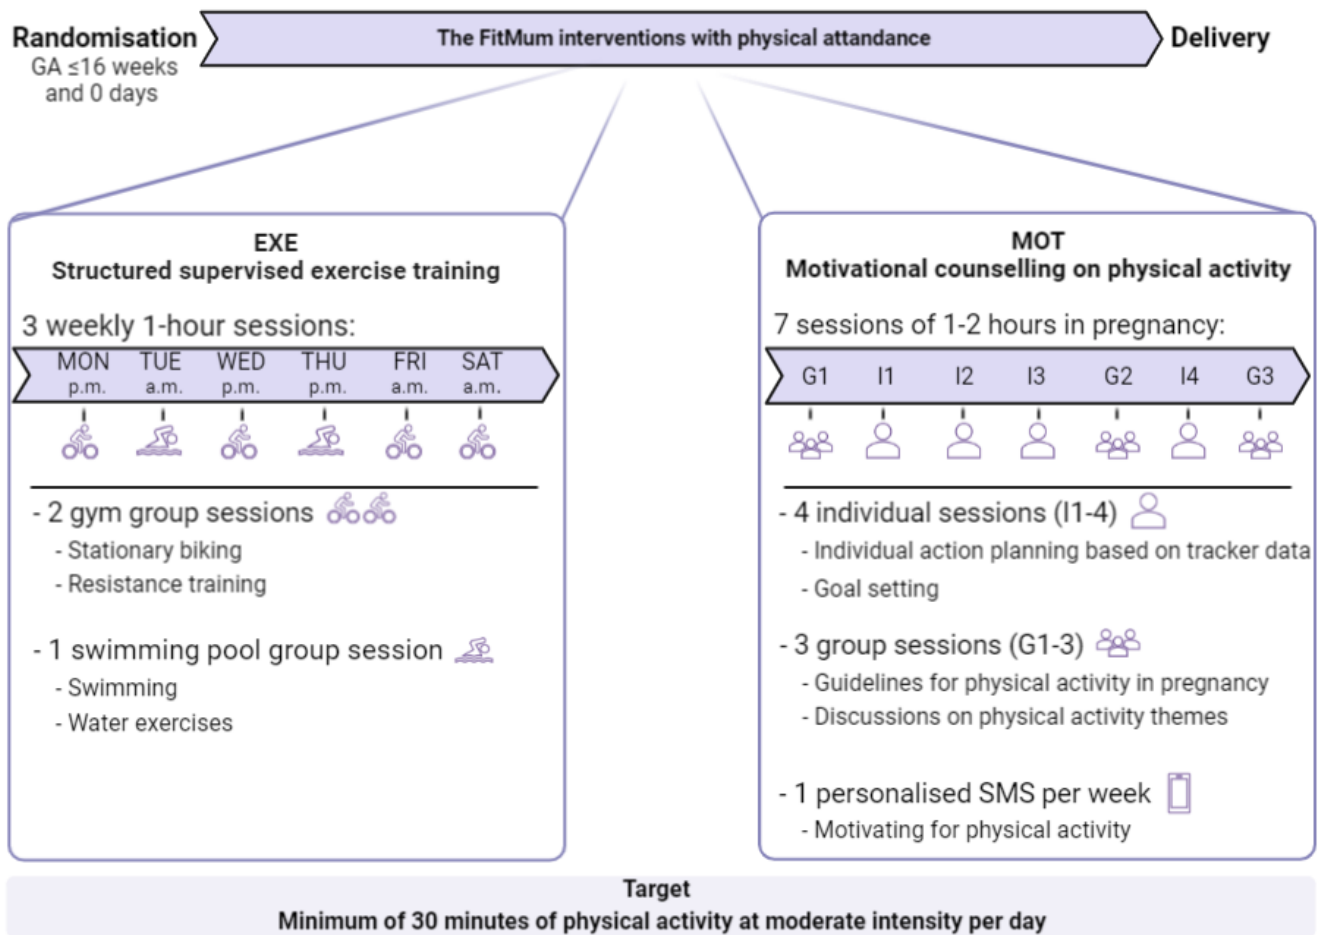 Randomisation
GA ≤16 weeks
and 0 days
The FitMum interventions with physical attandance
Delivery
EXE
Structured supervised exercise training
3 weekly 1-hour sessions:
MON TUE WED THU FRI SAT
p.m. a.m. p.m. p.m. a.m. a.m.
- 2 gym group sessions
- Stationary biking
- Resistance training
- 1 swimming pool group session
- Swimming
- Water exercises
MOT
Motivational counselling on physical activity
7 sessions of 1-2 hours in pregnancy:
G1 I1 I2 I3 G2 I4 G3
- 4 individual sessions (I1-4)
- Individual action planning based on tracker data
- Goal setting
- 3 group sessions (G1-3)
- Guidelines for physical activity in pregnancy
- Discussions on physical activity themes
- 1 personalised SMS per week
- Motivating for physical activity
Target
Minimum of 30 minutes of physical activity at moderate intensity per day